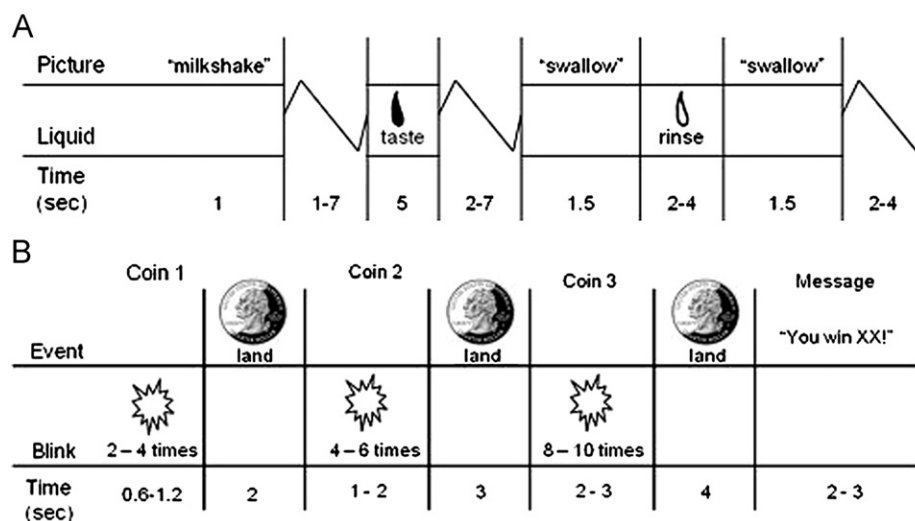 A
Picture "milkshake" "swallow" "swallow"
Liquid taste rinse
Time
(sec) 1 1-7 5 2-7 1.5 2-4 1.5 2-4
B
Coin 1 Coin 2 Coin 3 Message
"You win XX!"
Event land land land
Blink 2 – 4 times 4 – 6 times 8 – 10 times
Time
(sec) 0.6-1.2 2 1 - 2 3 2 - 3 4 2 - 3